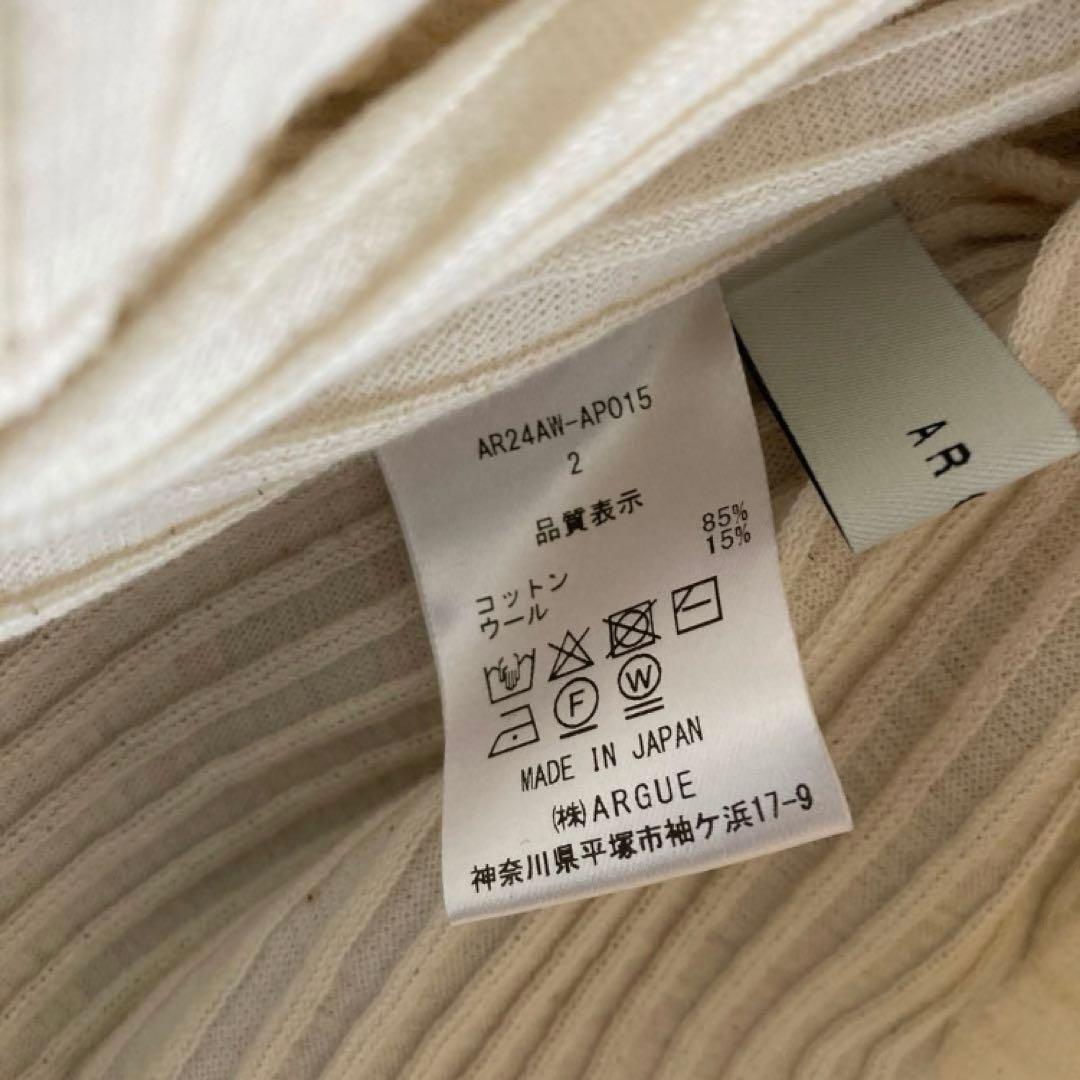 AR24AW-AP015
2
品質表示
コットン 85%
ウール 15%
F W
MADE IN JAPAN
(株)ARGUE
神奈川県平塚市袖ケ浜17-9
AR